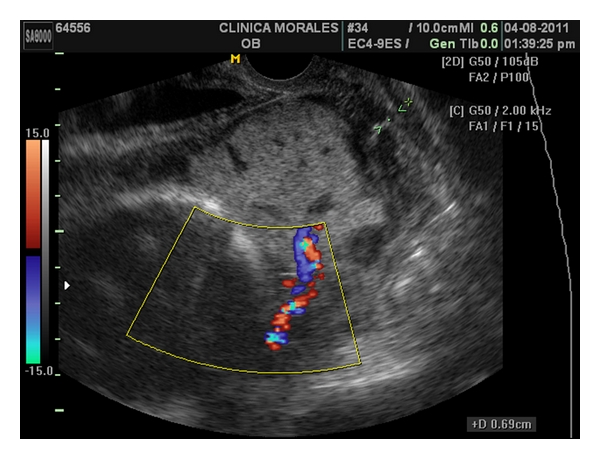 64556 CLINICA MORALES #34 / 10.0cm MI 0.6 04-08-2011
SA8000 OB EC4-9ES / Gen TIb 0.0 01:39:25 pm
M
[2D] G50 / 105dB
FA2 / P100
[C] G50 / 2.00 kHz
FA1 / F1 / 15
15.0
-15.0
+D 0.69cm